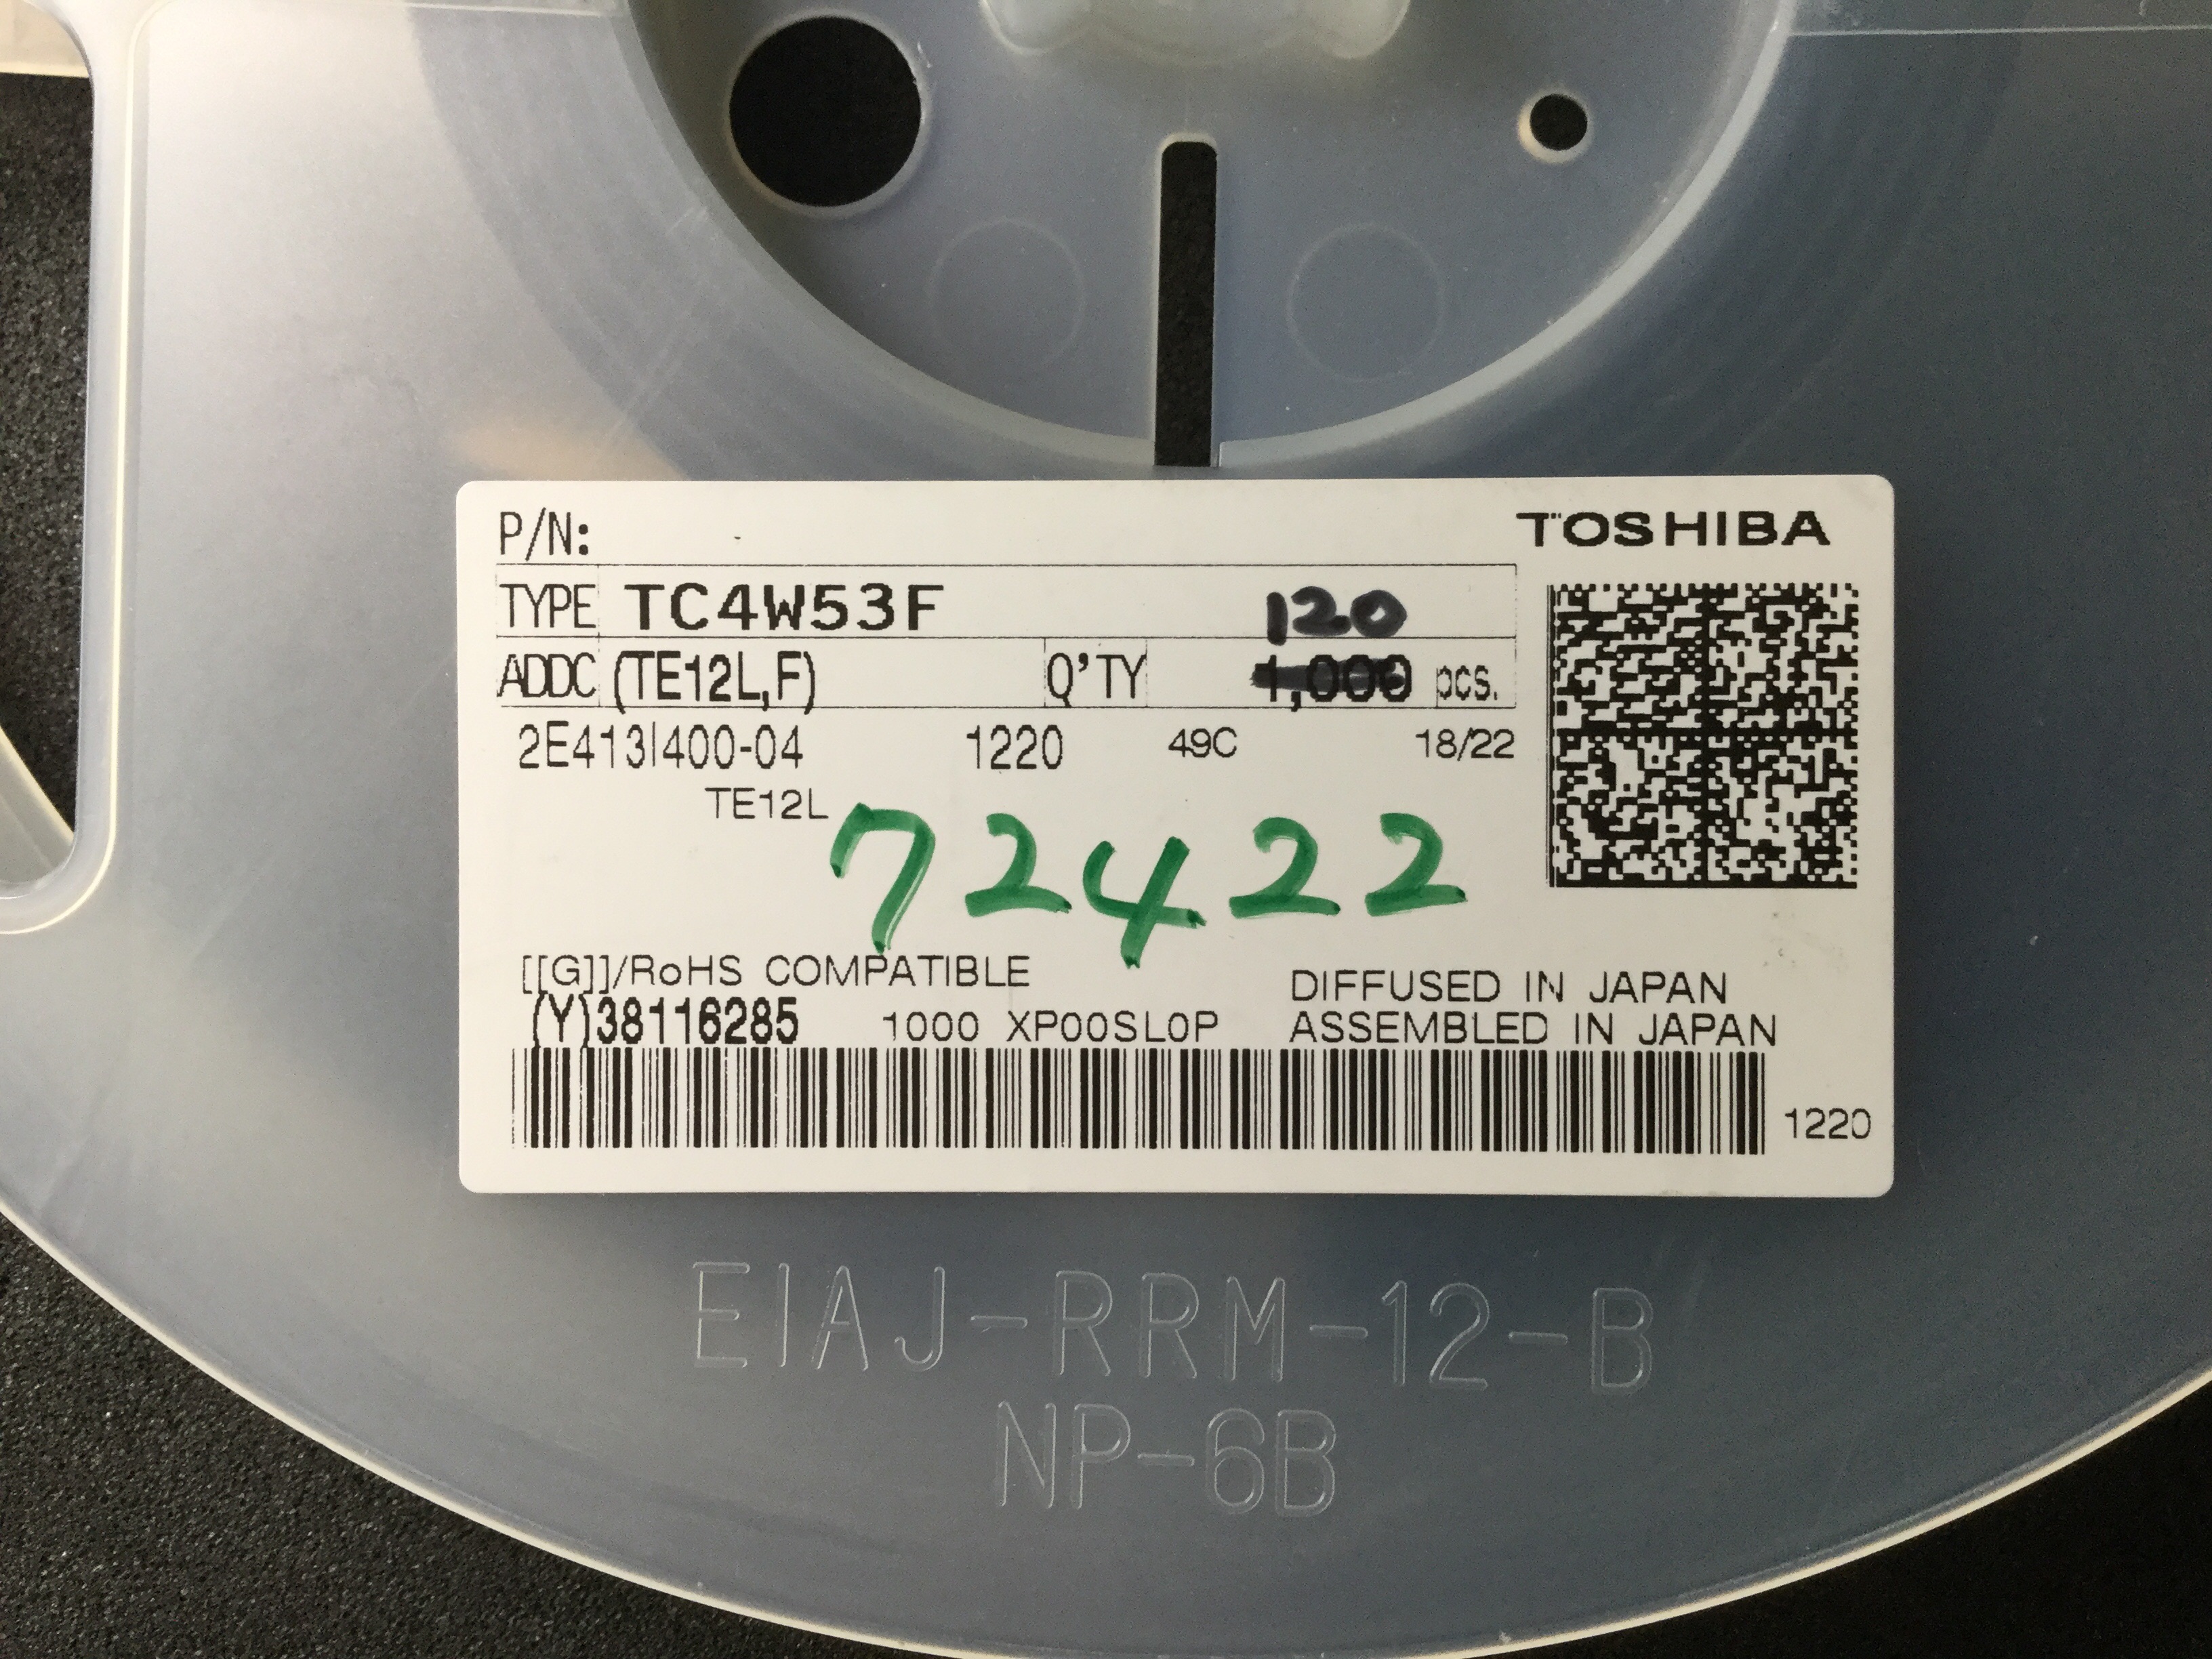 P/N:
TOSHIBA
TYPE TC4W53F 120
ADDC (TE12L,F) Q'TY 1,000 pcs.
2E413I400-04 1220 49C 18/22
TE12L
72422
[[G]]/RoHS COMPATIBLE
DIFFUSED IN JAPAN
(Y)38116285 1000 XP00SL0P ASSEMBLED IN JAPAN
1220
EIAJ-RRM-12-B
NP-6B